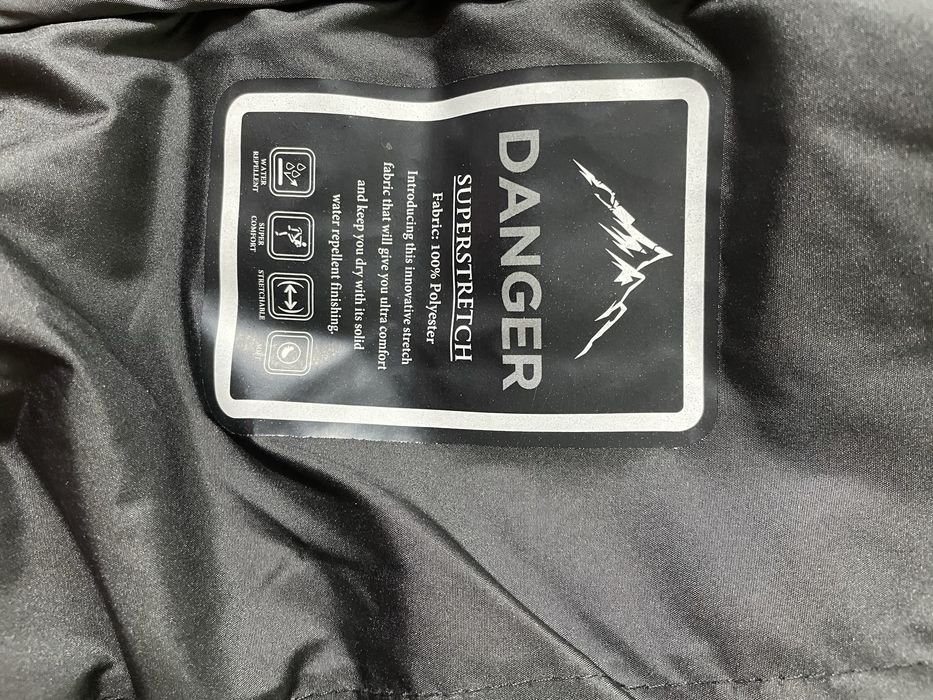 DANGER
SUPERSTRETCH
Fabric: 100% Polyester
Introducing this innovative stretch
fabric that will give you ultra comfort
and keep you dry with its solid
water repellent finishing.
WATER
REPELLENT
SUPER
COMFORT
STRETCHABLE